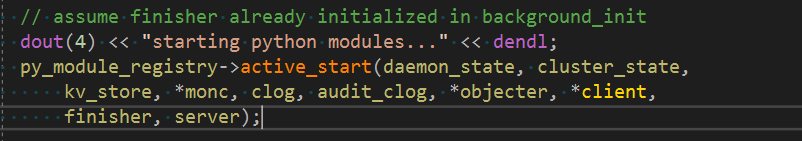 // assume finisher already initialized in background_init
dout(4) << "starting python modules..." << dendl;
py_module_registry->active_start(daemon_state, cluster_state,
kv_store, *monc, clog, audit_clog, *objecter, *client,
finisher, server);